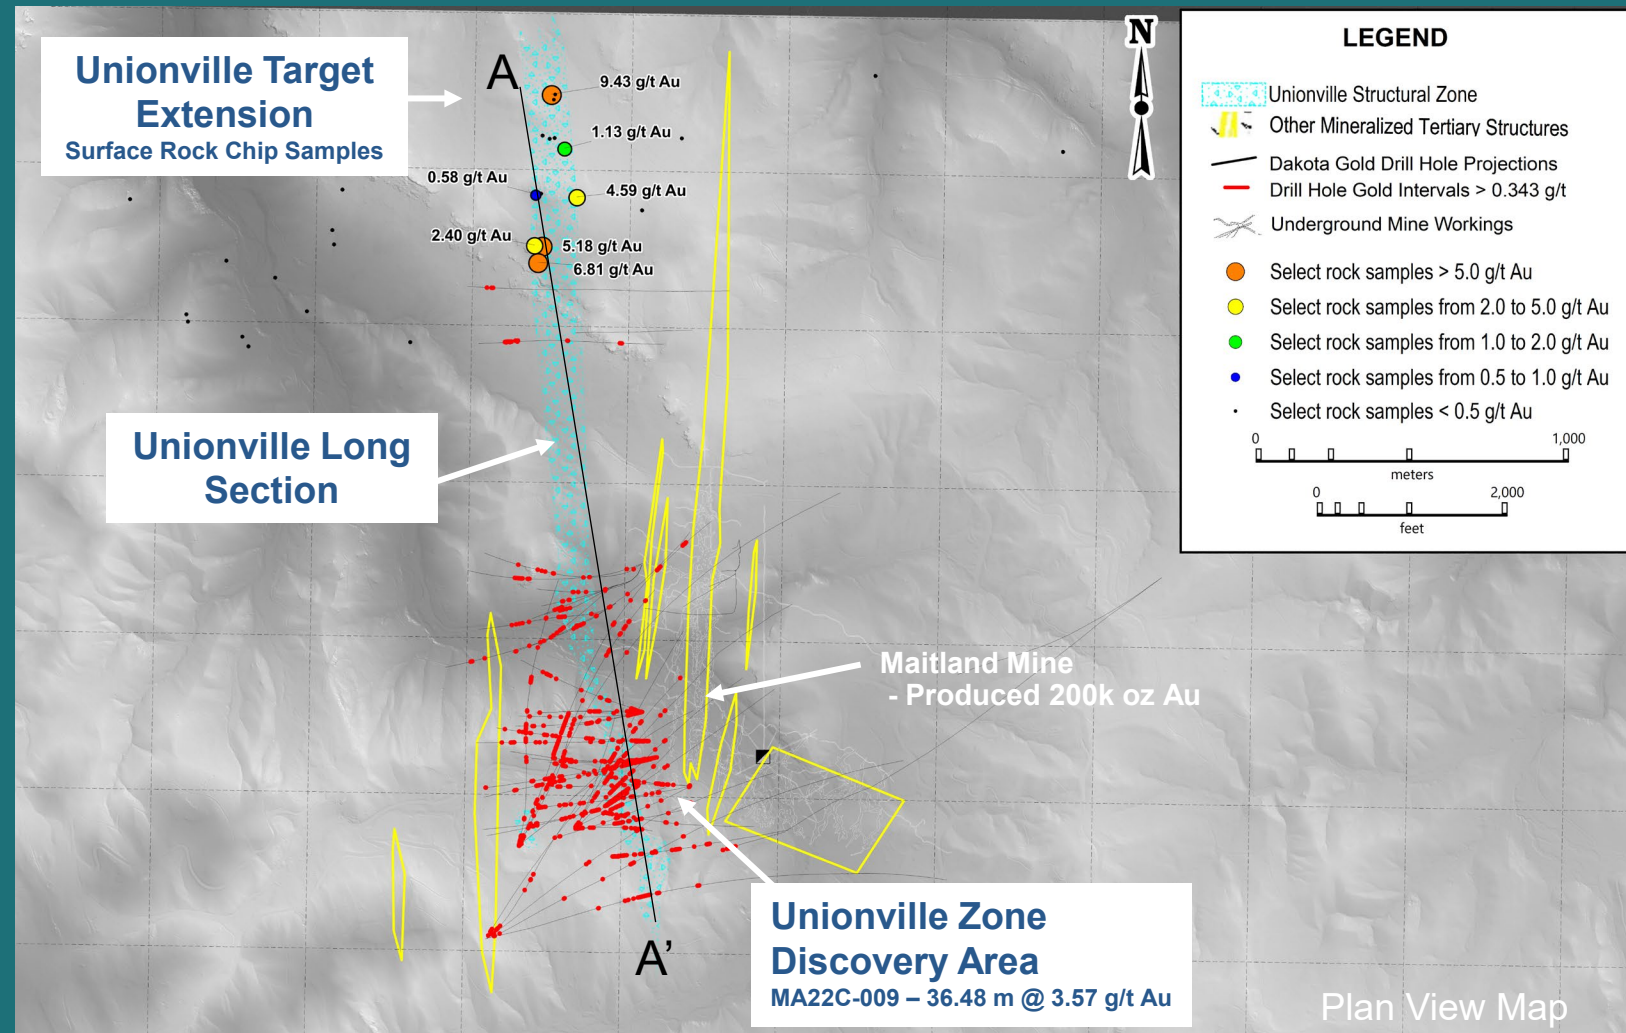 Unionville Target
Extension
Surface Rock Chip Samples
A
9.43 g/t Au
1.13 g/t Au
0.58 g/t Au
4.59 g/t Au
2.40 g/t Au
5.18 g/t Au
6.81 g/t Au
N
LEGEND
Unionville Structural Zone
Other Mineralized Tertiary Structures
Dakota Gold Drill Hole Projections
Drill Hole Gold Intervals > 0.343 g/t
Underground Mine Workings
Select rock samples > 5.0 g/t Au
Select rock samples from 2.0 to 5.0 g/t Au
Select rock samples from 1.0 to 2.0 g/t Au
Select rock samples from 0.5 to 1.0 g/t Au
Select rock samples < 0.5 g/t Au
0 1,000
meters
0 2,000
feet
Unionville Long
Section
Maitland Mine
- Produced 200k oz Au
Unionville Zone
Discovery Area
MA22C-009 – 36.48 m @ 3.57 g/t Au
A’
Plan View Map